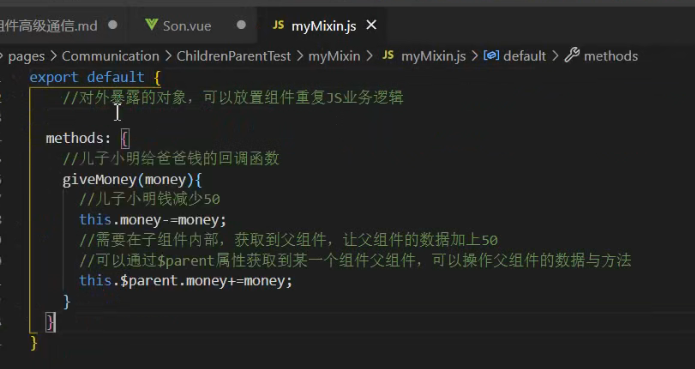 组件高级通信.md Son.vue JS myMixin.js
pages > Communication > ChildrenParentTest > myMixin > JS myMixin.js > default > methods
export default {
//对外暴露的对象，可以放置组件重复JS业务逻辑
methods: {
//儿子小明给爸爸钱的回调函数
giveMoney(money){
//儿子小明钱减少50
this.money-=money;
//需要在子组件内部，获取到父组件，让父组件的数据加上50
//可以通过$parent属性获取到某一个组件父组件，可以操作父组件的数据与方法
this.$parent.money+=money;
}
}
}